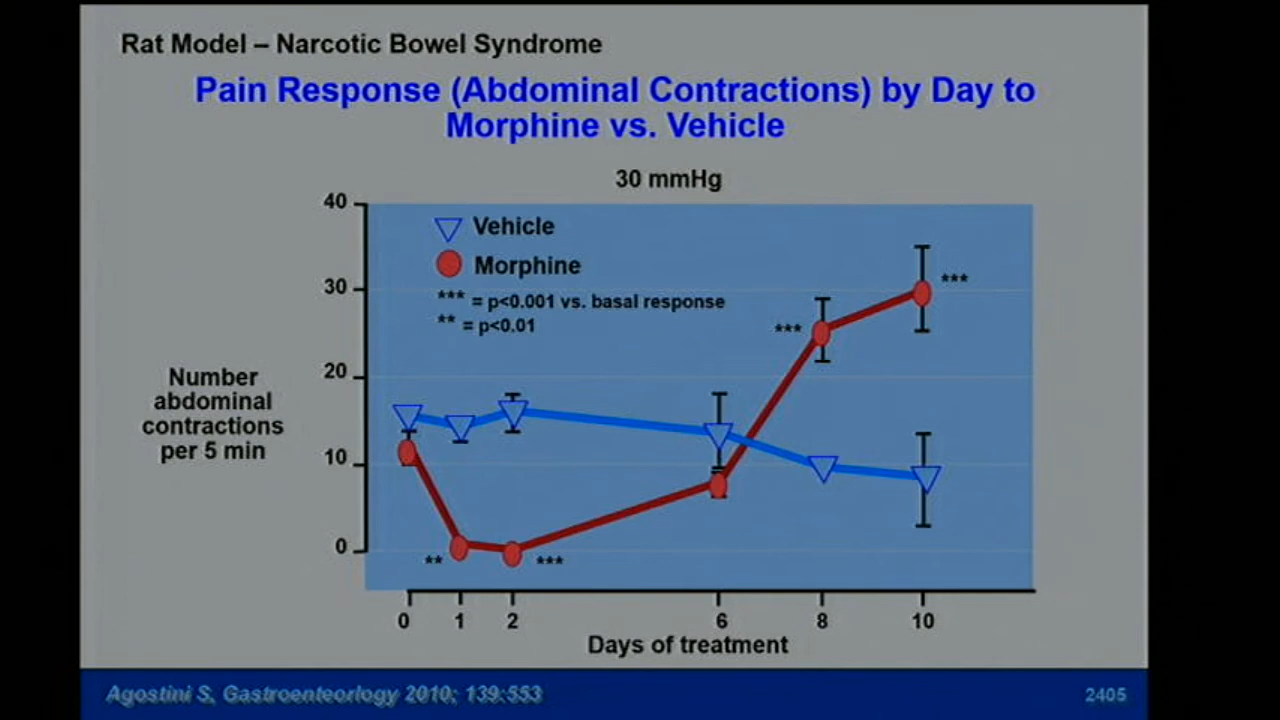 Rat Model – Narcotic Bowel Syndrome
Pain Response (Abdominal Contractions) by Day to
Morphine vs. Vehicle
30 mmHg
40
30
20
10
0
Vehicle
Morphine
*** = p<0.001 vs. basal response
** = p<0.01
Number
abdominal
contractions
per 5 min
***
***
**
***
0 1 2 6 8 10
Days of treatment
Agostini S, Gastroenteorlogy 2010; 139:553
2405